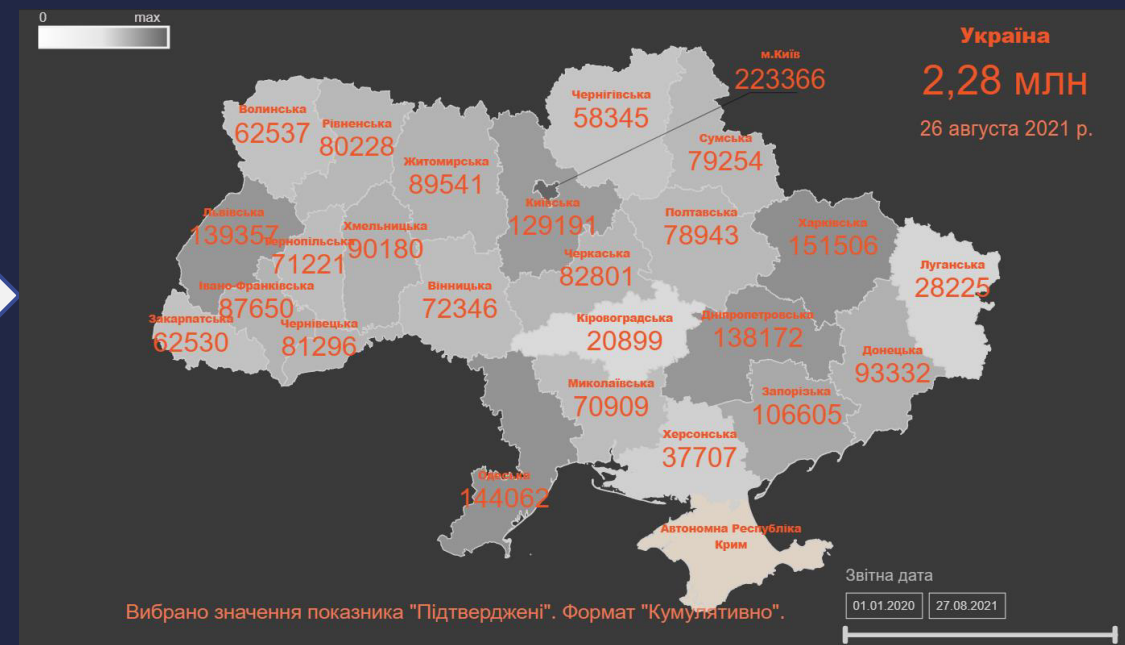 0 max
Україна
2,28 млн
26 августа 2021 р.
м.Київ
223366
Чернігівська
58345
Волинська
62537
Рівненська
80228
Сумська
79254
Житомирська
89541
Київська
129191
Львівська
139357
Полтавська
78943
Харківська
151506
Хмельницька
90180
Тернопільська
71221
Черкаська
82801
Луганська
28225
Івано-Франківська
87650
Вінницька
72346
Закарпатська
62530
Чернівецька
81296
Кіровоградська
20899
Дніпропетровська
138172
Донецька
93332
Миколаївська
70909
Запорізька
106605
Херсонська
37707
Одеська
144062
Автономна Республіка
Крим
Звітна дата
01.01.2020 27.08.2021
Вибрано значення показника "Підтверджені". Формат "Кумулятивно".